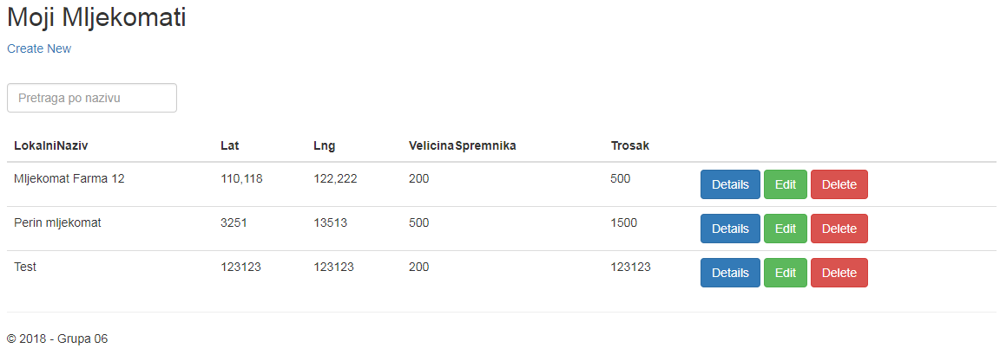 Moji Mljekomati
Create New
Pretraga po nazivu
LokalniNaziv Lat Lng VelicinaSpremnika Trosak
Mljekomat Farma 12 110,118 122,222 200 500 Details Edit Delete
Perin mljekomat 3251 13513 500 1500 Details Edit Delete
Test 123123 123123 200 123123 Details Edit Delete
© 2018 - Grupa 06